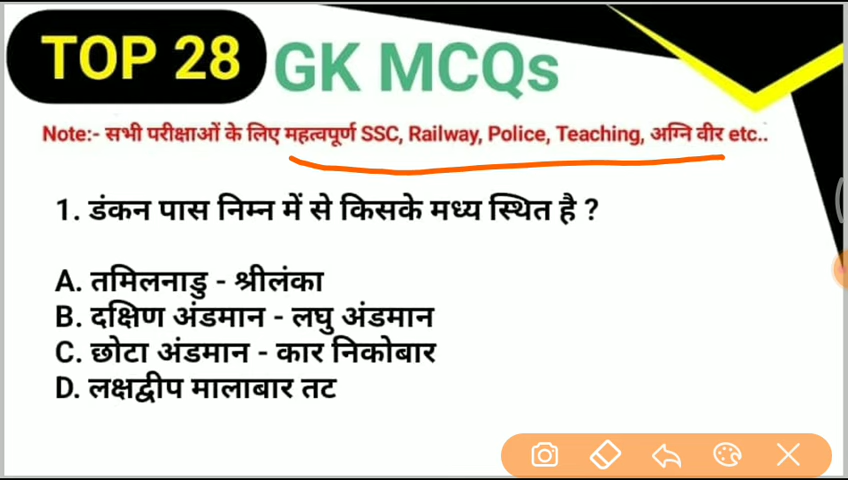 TOP 28 GK MCQs
Note:- सभी परीक्षाओं के लिए महत्वपूर्ण SSC, Railway, Police, Teaching, अग्नि वीर etc..
1. डंकन पास निम्न में से किसके मध्य स्थित है ?
A. तमिलनाडु - श्रीलंका
B. दक्षिण अंडमान - लघु अंडमान
C. छोटा अंडमान - कार निकोबार
D. लक्षद्वीप मालाबार तट